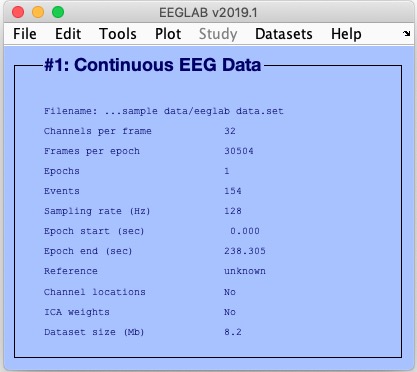 EEGLAB v2019.1
File Edit Tools Plot Study Datasets Help
#1: Continuous EEG Data
Filename: ...sample data/eeglab data.set
Channels per frame 32
Frames per epoch 30504
Epochs 1
Events 154
Sampling rate (Hz) 128
Epoch start (sec) 0.000
Epoch end (sec) 238.305
Reference unknown
Channel locations No
ICA weights No
Dataset size (Mb) 8.2